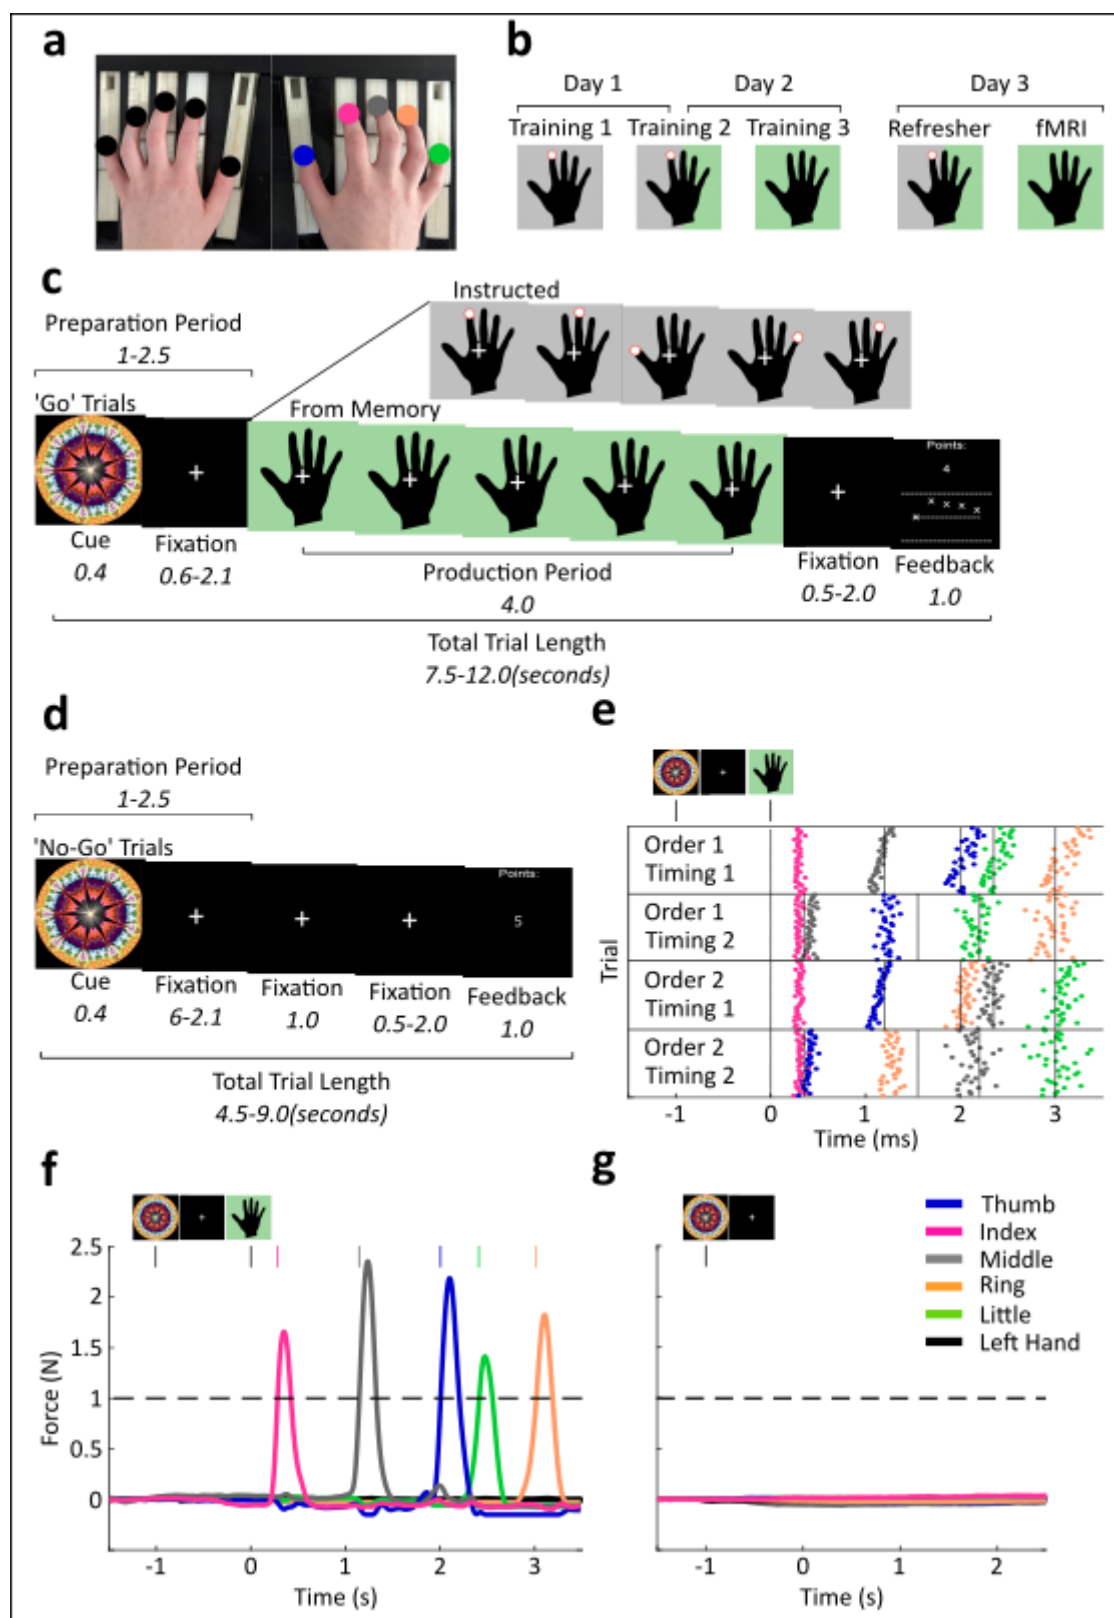 a
b
Day 1
Day 2
Day 3
Training 1
Training 2
Training 3
Refresher
fMRI
c
Instructed
Preparation Period
1-2.5
'Go' Trials
From Memory
Points:
4
Cue
0.4
Fixation
0.6-2.1
Production Period
4.0
Fixation
0.5-2.0
Feedback
1.0
Total Trial Length
7.5-12.0(seconds)
d
Preparation Period
1-2.5
'No-Go' Trials
Points:
5
Cue
0.4
Fixation
6-2.1
Fixation
1.0
Fixation
0.5-2.0
Feedback
1.0
Total Trial Length
4.5-9.0(seconds)
e
Trial
Order 1
Timing 1
Order 1
Timing 2
Order 2
Timing 1
Order 2
Timing 2
-1 0 1 2 3
Time (ms)
f
Force (N)
2.5
2
1.5
1
0.5
0
-1 0 1 2 3
Time (s)
g
Thumb
Index
Middle
Ring
Little
Left Hand
-1 0 1 2
Time (s)